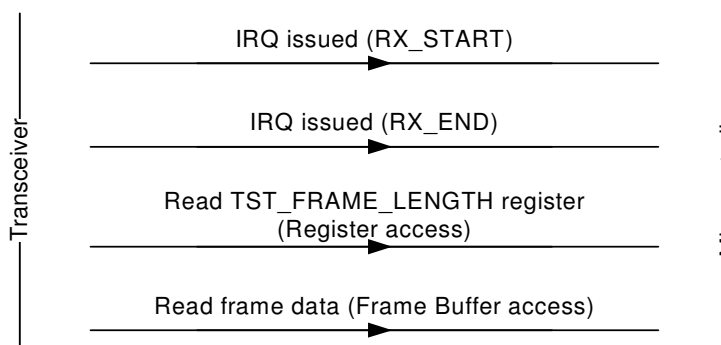 IRQ issued (RX_START)
IRQ issued (RX_END)
Transceiver
Read TST_FRAME_LENGTH register
(Register access)
Read frame data (Frame Buffer access)